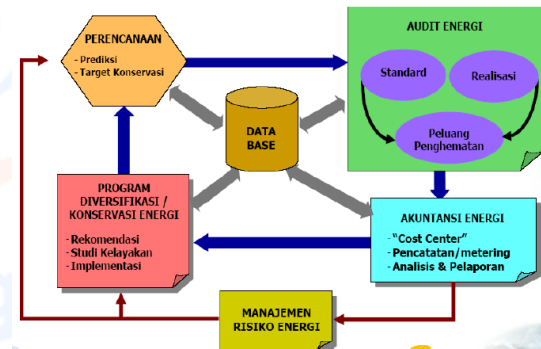 PERENCANAAN
- Prediksi
- Target Konservasi
AUDIT ENERGI
Standard
Realisasi
Peluang
Penghematan
DATA
BASE
PROGRAM
DIVERSIFIKASI /
KONSERVASI ENERGI
- Rekomendasi
- Studi Kelayakan
- Implementasi
AKUNTANSI ENERGI
- "Cost Center"
- Pencatatan/metering
- Analisis & Pelaporan
MANAJEMEN
RISIKO ENERGI